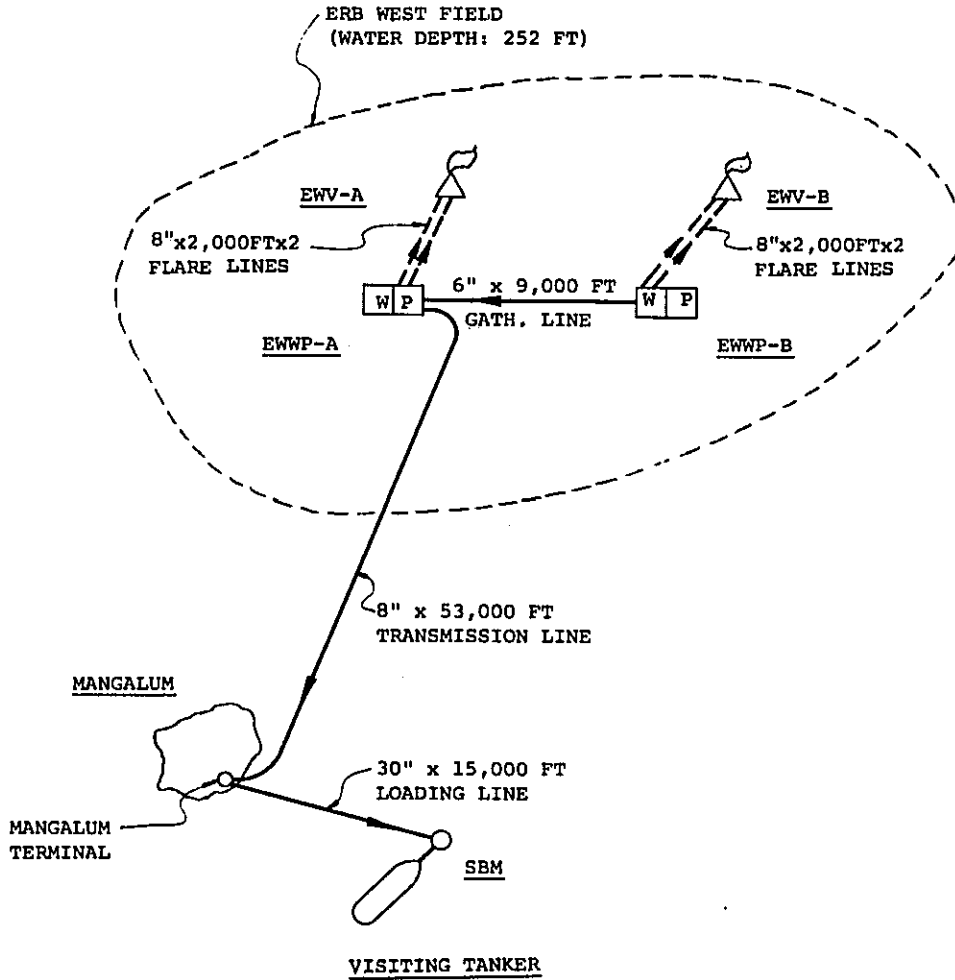 ERB WEST FIELD
(WATER DEPTH: 252 FT)
EWV-A
EWV-B
8"x2,000FTx2
FLARE LINES
8"x2,000FTx2
FLARE LINES
6" x 9,000 FT
GATH. LINE
W P
W P
EWWP-A
EWWP-B
8" x 53,000 FT
TRANSMISSION LINE
MANGALUM
30" x 15,000 FT
LOADING LINE
MANGALUM
TERMINAL
SBM
VISITING TANKER